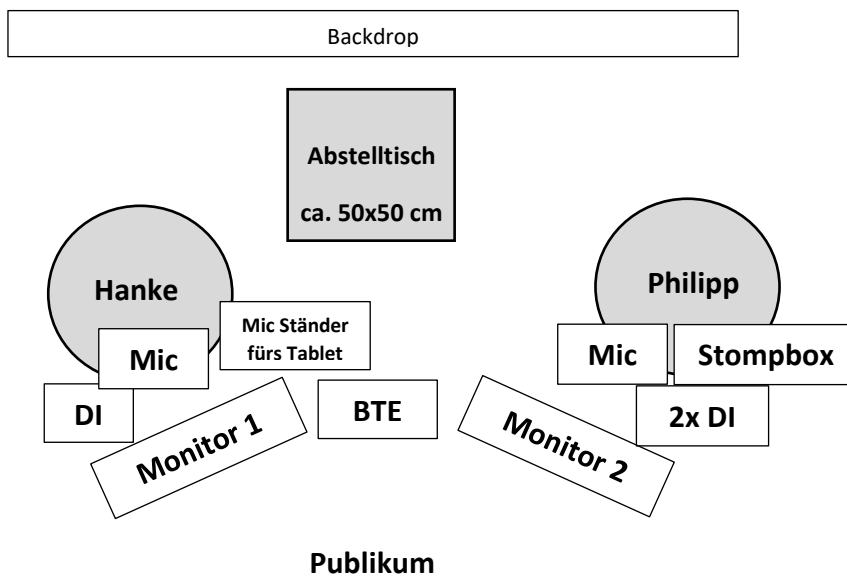 Backdrop
Abstelltisch
ca. 50x50 cm
Hanke
Philipp
Mic Ständer
fürs Tablet
Mic
Mic
Stompbox
DI
BTE
2x DI
Monitor 1
Monitor 2
Publikum